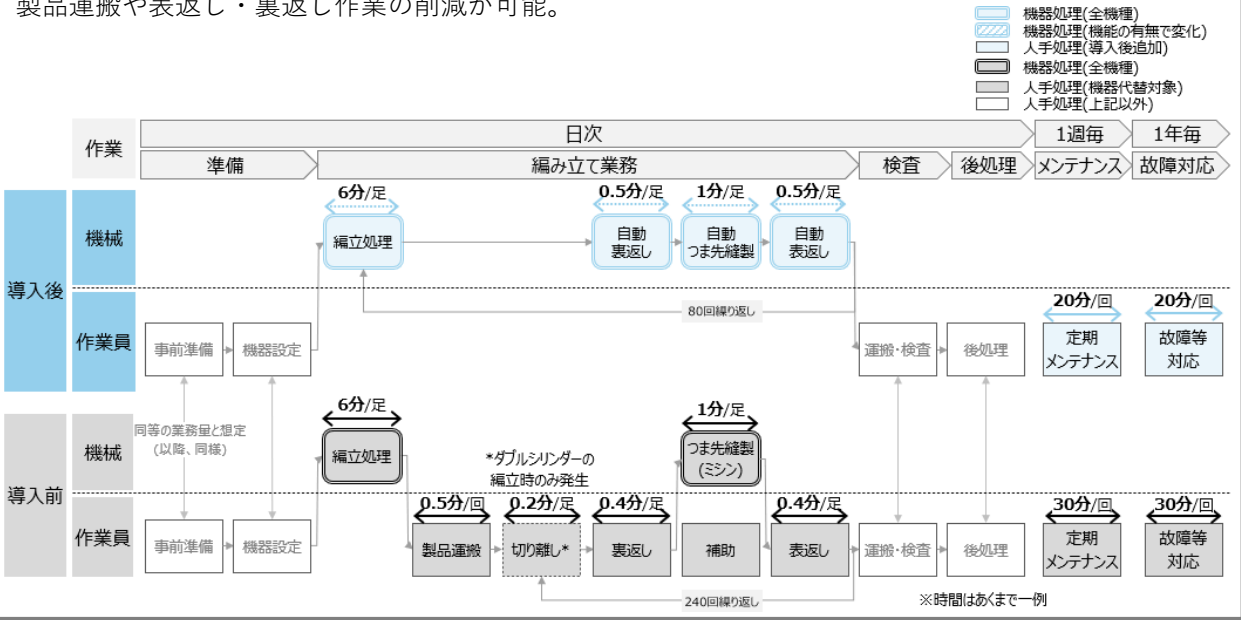 製品運搬や表返し・裏返し作業の削減が可能。
機器処理(全機種)
機器処理(機能の有無で変化)
人手処理(導入後追加)
機器処理(全機種)
人手処理(機器代替対象)
人手処理(上記以外)
作業
日次
1週毎
1年毎
準備
編み立て業務
検査
後処理
メンテナンス
故障対応
導入後
機械
6分/足
0.5分/足
1分/足
0.5分/足
編立処理
自動
裏返し
自動
つま先縫製
自動
表返し
80回繰り返し
作業員
事前準備
機器設定
運搬・検査
後処理
20分/回
20分/回
定期
メンテナンス
故障等
対応
同等の業務量と想定
(以降、同様)
導入前
機械
6分/足
1分/足
編立処理
つま先縫製
(ミシン)
*ダブルシリンダーの
編立時のみ発生
作業員
0.5分/回
0.2分/足
0.4分/足
0.4分/足
30分/回
30分/回
事前準備
機器設定
製品運搬
切り離し*
裏返し
補助
表返し
運搬・検査
後処理
定期
メンテナンス
故障等
対応
240回繰り返し
※時間はあくまで一例